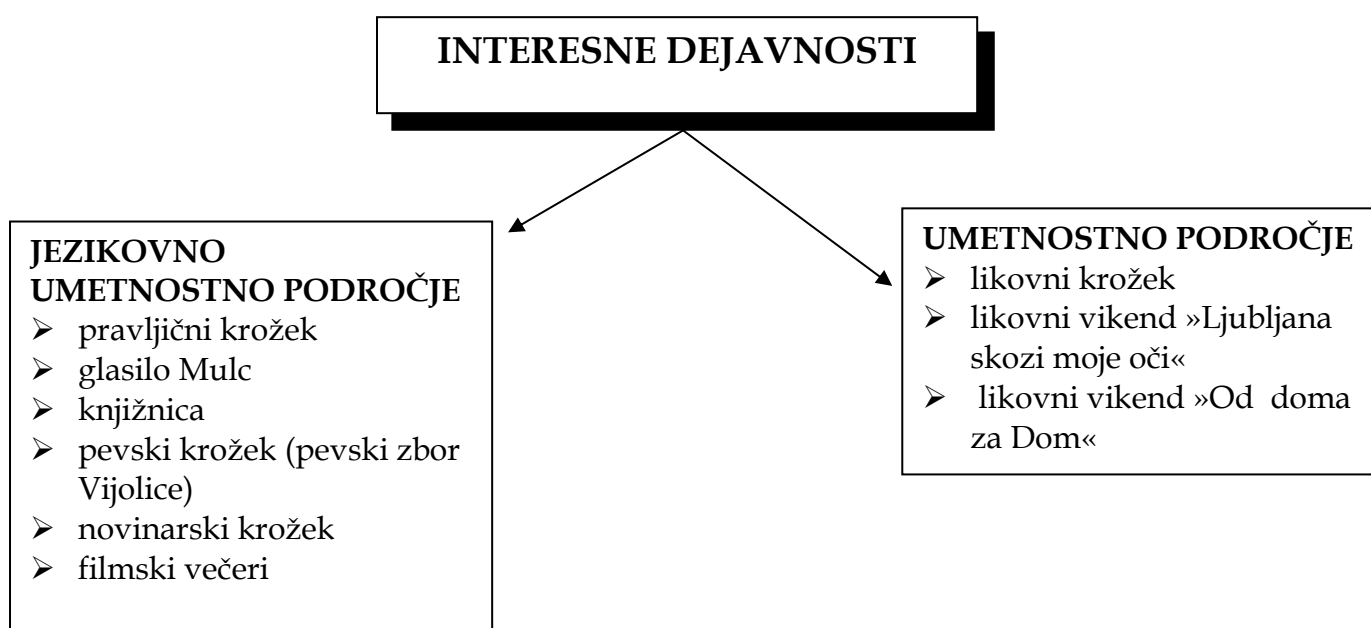 INTERESNE DEJAVNOSTI
JEZIKOVNO
UMETNOSTNO PODROČJE
➢ pravljični krožek
➢ glasilo Mulc
➢ knjižnica
➢ pevski krožek (pevski zbor
Vijolice)
➢ novinarski krožek
➢ filmski večeri
UMETNOSTNO PODROČJE
➢ likovni krožek
➢ likovni vikend »Ljubljana
skozi moje oči«
➢ likovni vikend »Od doma
za Dom«